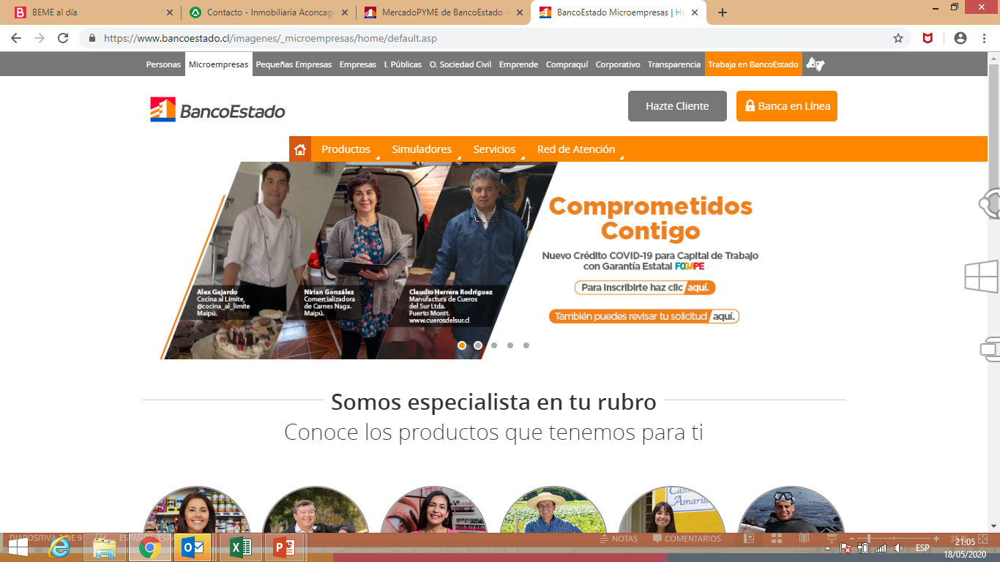 BEME al día
Contacto - Inmobiliaria Aconcagu
MercadoPYME de BancoEstado -
BancoEstado Microempresas | Ho
https://www.bancoestado.cl/imagenes/_microempresas/home/default.asp
Personas Microempresas Pequeñas Empresas Empresas I. Públicas O. Sociedad Civil Emprende Compraquí Corporativo Transparencia Trabaja en BancoEstado
BancoEstado
Hazte Cliente
Banca en Línea
Productos Simuladores Servicios Red de Atención
Comprometidos
Contigo
Nuevo Crédito COVID-19 para Capital de Trabajo
con Garantía Estatal FOGAPE
Para Inscribirte haz clic aquí.
También puedes revisar tu solicitud aquí.
Alex Gajardo
Cocina al Límite,
@cocina_al_limite
Maipú.
Nirian González
Comercializadora
de Carnes Naga.
Maipú.
Claudio Herrera Rodríguez
Manufactura de Cueros
del Sur Ltda.
Puerto Montt.
www.cuerosdelsur.cl
Somos especialista en tu rubro
Conoce los productos que tenemos para ti
Amarill
DIAPOSITIVA DE 9
NOTAS
COMENTARIOS
ESP
21:05
18/05/2020